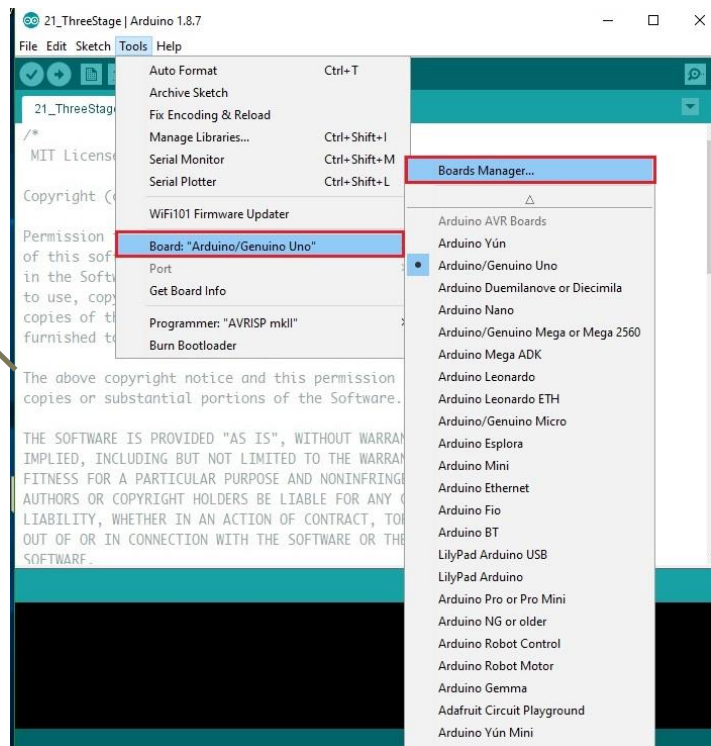 21_ThreeStage | Arduino 1.8.7
File Edit Sketch Tools Help
21_ThreeStag
Auto Format Ctrl+T
Archive Sketch
Fix Encoding & Reload
Manage Libraries... Ctrl+Shift+I
Serial Monitor Ctrl+Shift+M
Serial Plotter Ctrl+Shift+L
WiFi101 Firmware Updater
Board: "Arduino/Genuino Uno"
Port
Get Board Info
Programmer: "AVRISP mkII"
Burn Bootloader
Boards Manager...
Arduino AVR Boards
Arduino Yún
Arduino/Genuino Uno
Arduino Duemilanove or Diecimila
Arduino Nano
Arduino/Genuino Mega or Mega 2560
Arduino Mega ADK
Arduino Leonardo
Arduino Leonardo ETH
Arduino/Genuino Micro
Arduino Esplora
Arduino Mini
Arduino Ethernet
Arduino Fio
Arduino BT
LilyPad Arduino USB
LilyPad Arduino
Arduino Pro or Pro Mini
Arduino NG or older
Arduino Robot Control
Arduino Robot Motor
Arduino Gemma
Adafruit Circuit Playground
Arduino Yún Mini
/*
MIT License
Copyright (
Permission
of this sof
in the Soft
to use, cop
copies of t
furnished t
The above copyright notice and this permission
copies or substantial portions of the Software.
THE SOFTWARE IS PROVIDED "AS IS", WITHOUT WARRAN
IMPLIED, INCLUDING BUT NOT LIMITED TO THE WARRAN
FITNESS FOR A PARTICULAR PURPOSE AND NONINFRINGE
AUTHORS OR COPYRIGHT HOLDERS BE LIABLE FOR ANY
LIABILITY, WHETHER IN AN ACTION OF CONTRACT, TO
OUT OF OR IN CONNECTION WITH THE SOFTWARE OR THE
SOFTWARE.